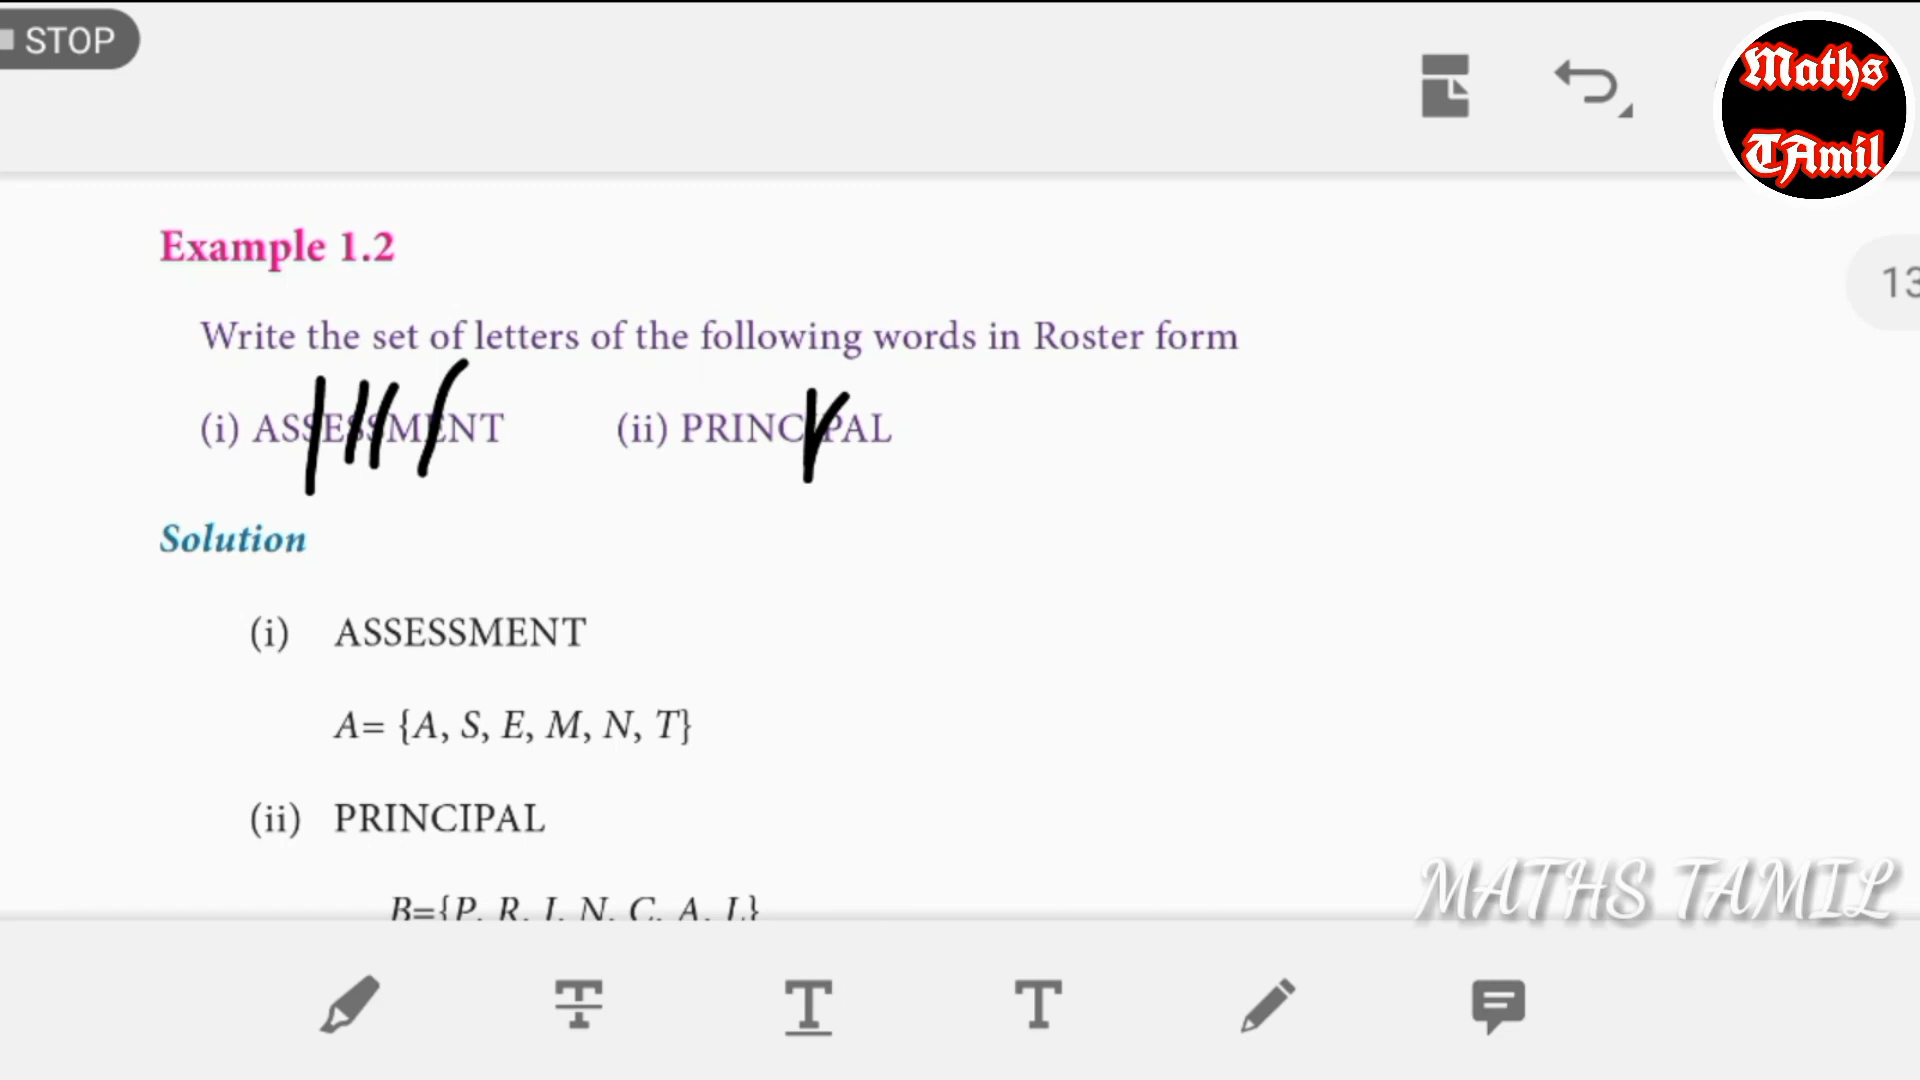 STOP
Maths
TAmil
Example 1.2
13
Write the set of letters of the following words in Roster form
(i) ASSESSMENT (ii) PRINCIPAL
Solution
(i) ASSESSMENT
A= {A, S, E, M, N, T}
(ii) PRINCIPAL
B={P, R, I, N, C, A, L}
MATHS TAMIL